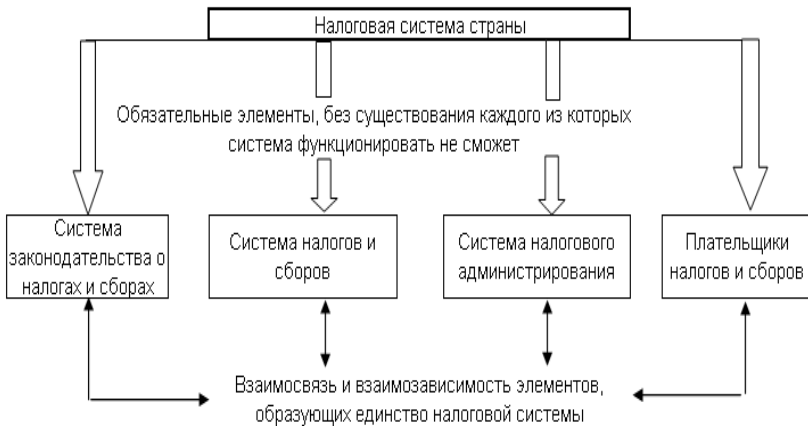 Налоговая система страны
Обязательные элементы, без существования каждого из которых
система функционировать не сможет
Система
законодательства о
налогах и сборах
Система налогов и
сборов
Система налогового
администрирования
Плательщики
налогов и сборов
Взаимосвязь и взаимозависимость элементов,
образующих единство налоговой системы